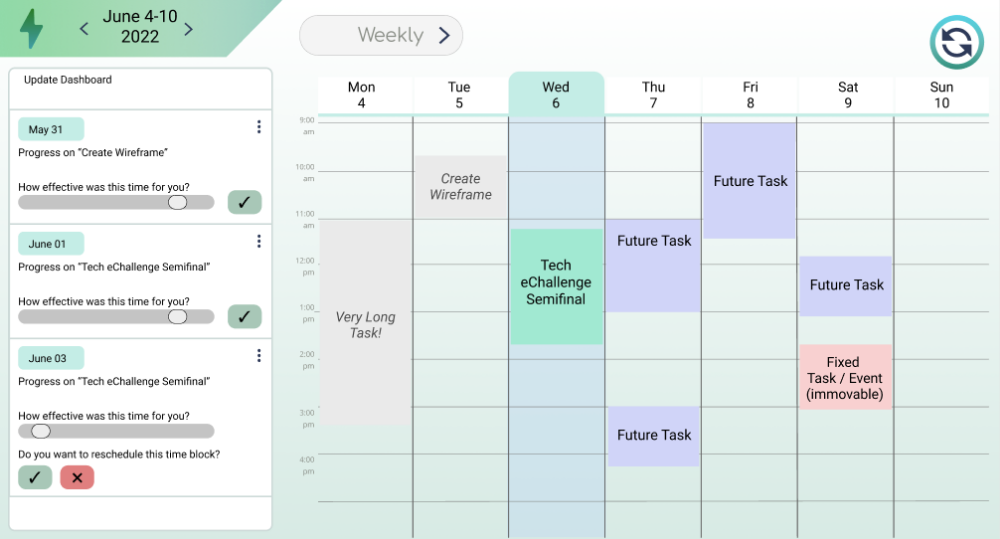 June 4-10
2022
Weekly
Update Dashboard
May 31
Progress on “Create Wireframe”
How effective was this time for you?
✓
June 01
Progress on “Tech eChallenge Semifinal”
How effective was this time for you?
✓
June 03
Progress on “Tech eChallenge Semifinal”
How effective was this time for you?
Do you want to reschedule this time block?
✓ ×
Mon Tue Wed Thu Fri Sat Sun
4 5 6 7 8 9 10
9:00
am
10:00
am
11:00
am
12:00
pm
1:00
pm
2:00
pm
3:00
pm
4:00
pm
Very Long
Task!
Create
Wireframe
Tech
eChallenge
Semifinal
Future Task
Future Task
Future Task
Future Task
Fixed
Task / Event
(immovable)